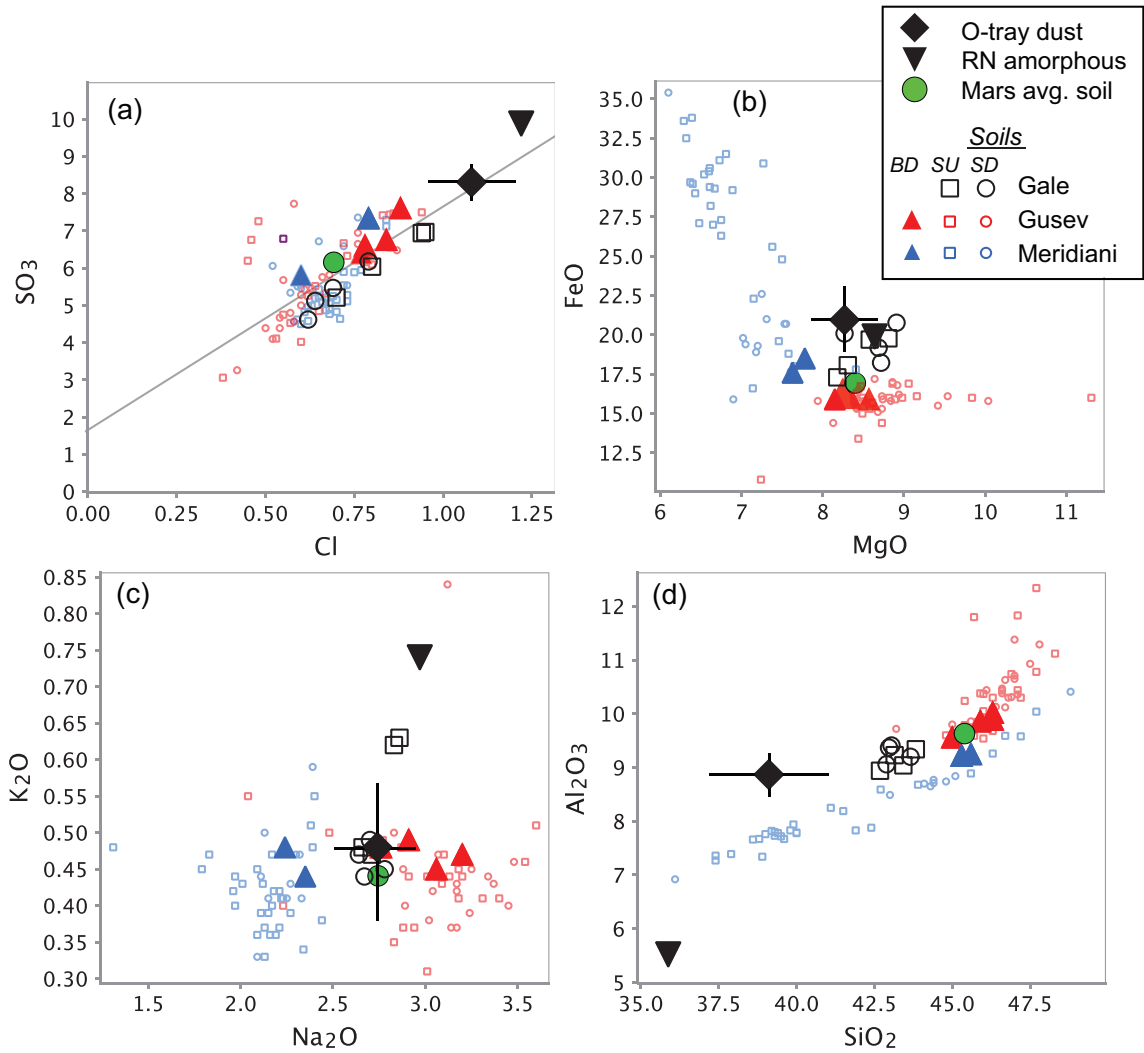 O-tray dust
RN amorphous
Mars avg. soil
Soils
BD SU SD
Gale
Gusev
Meridiani
(a)
SO3
10
9
8
7
6
5
4
3
2
1
0
0.00 0.25 0.50 0.75 1.00 1.25
Cl
(b)
FeO
35.0
32.5
30.0
27.5
25.0
22.5
20.0
17.5
15.0
12.5
6 7 8 9 10 11
MgO
(c)
K2O
0.85
0.80
0.75
0.70
0.65
0.60
0.55
0.50
0.45
0.40
0.35
0.30
1.5 2.0 2.5 3.0 3.5
Na2O
(d)
Al2O3
12
11
10
9
8
7
6
5
35.0 37.5 40.0 42.5 45.0 47.5
SiO2